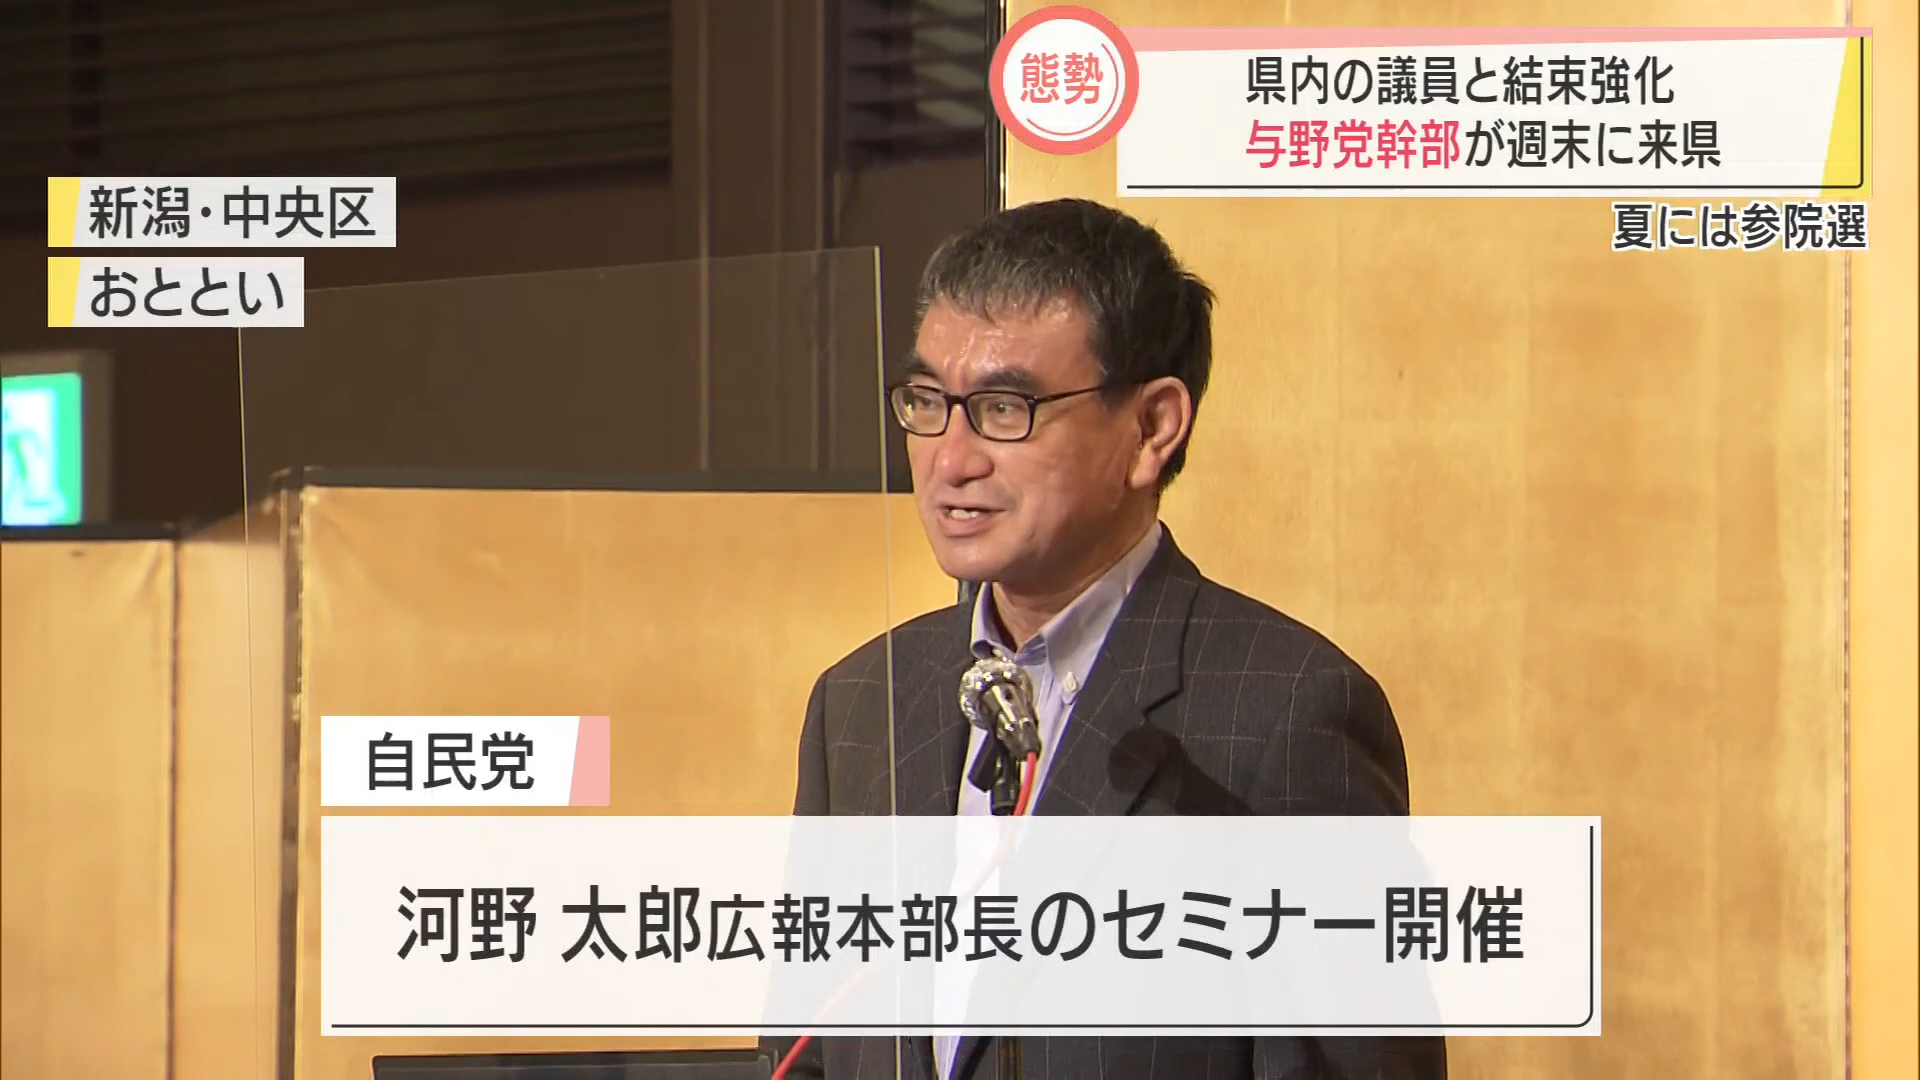 態勢
県内の議員と結束強化
与野党幹部が週末に来県
夏には参院選
新潟・中央区
おととい
自民党
河野 太郎広報本部長のセミナー開催